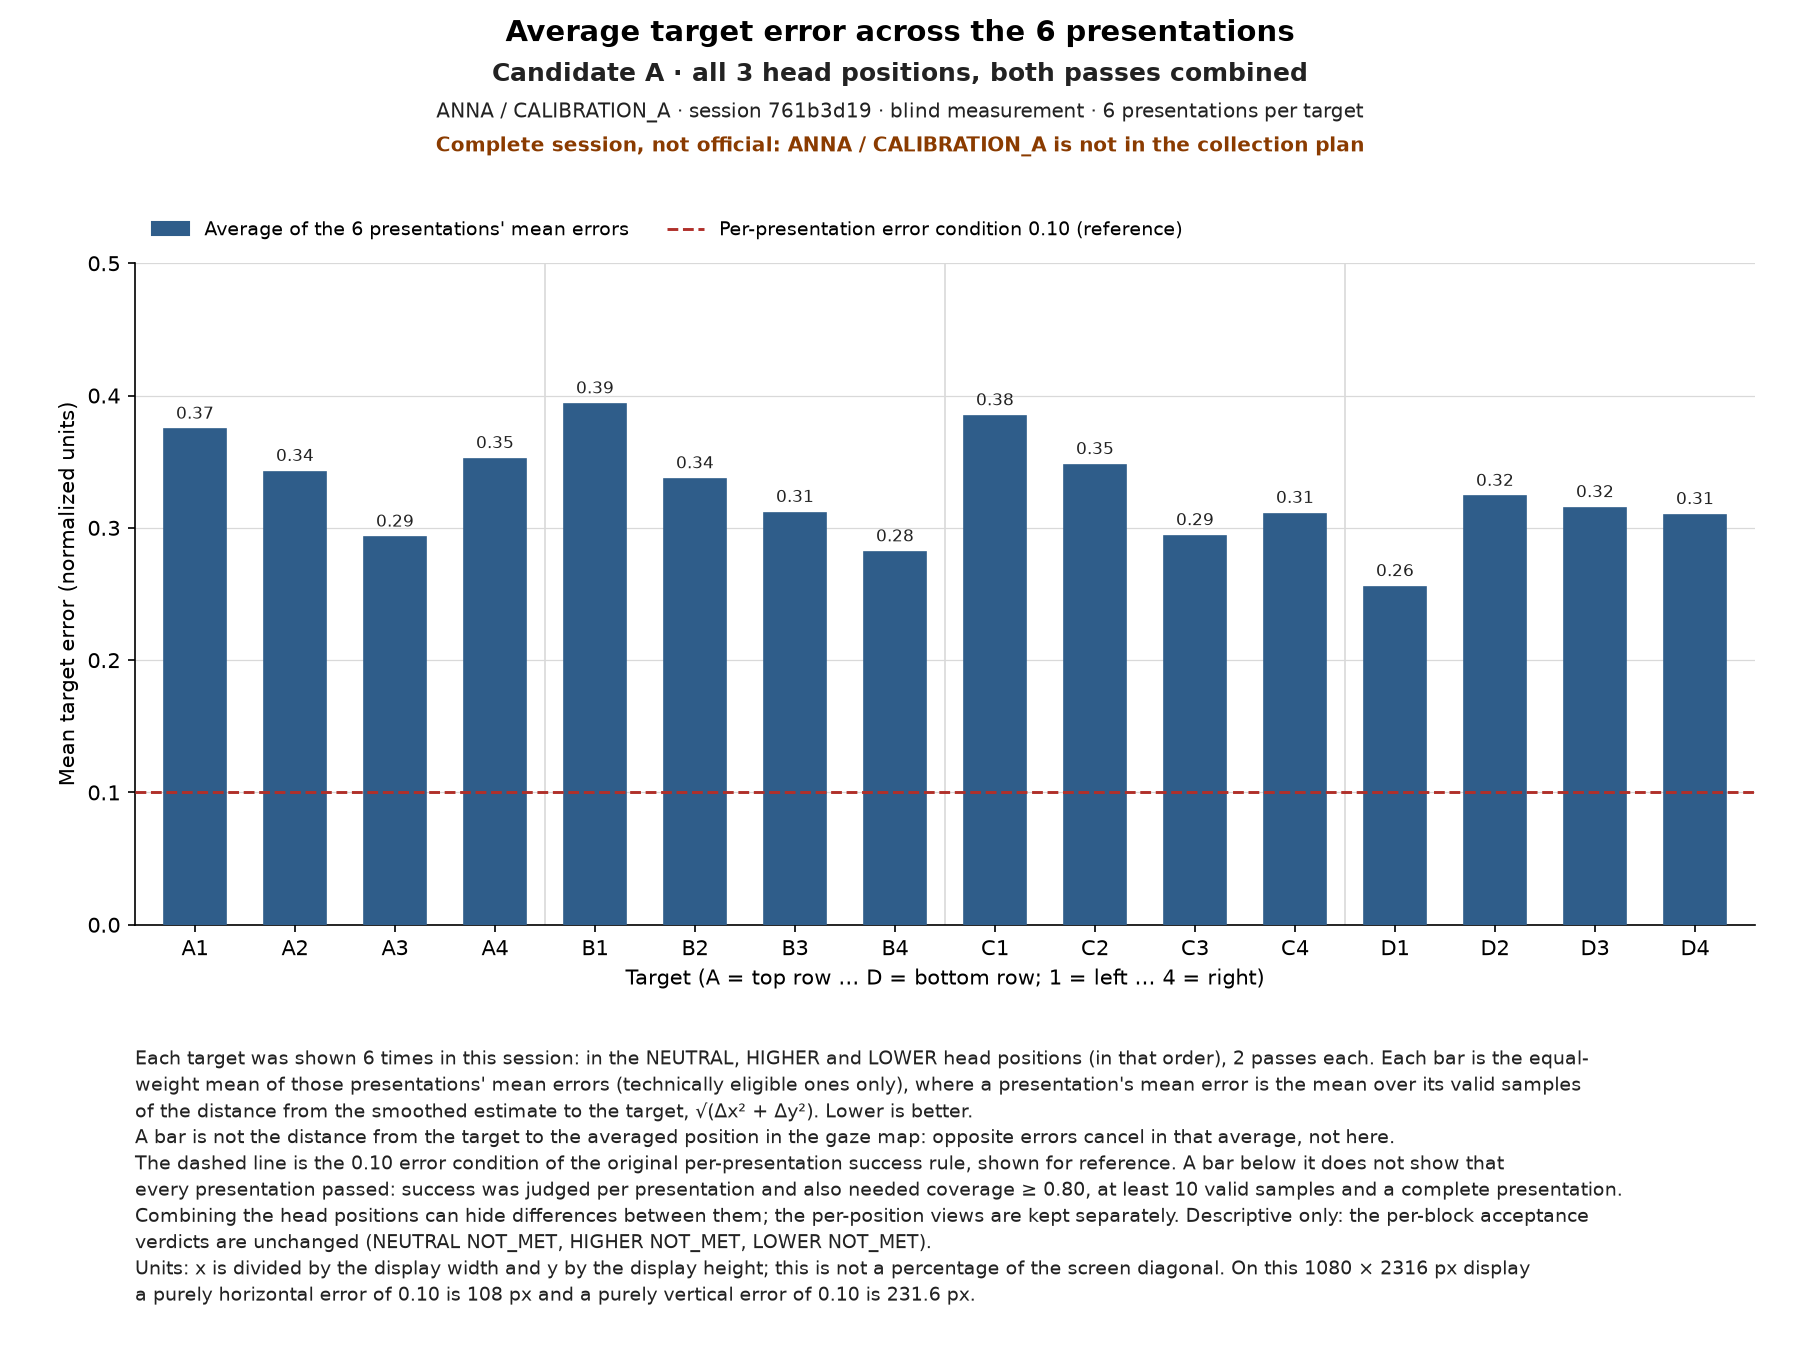 Average target error across the 6 presentations
Candidate A · all 3 head positions, both passes combined
ANNA / CALIBRATION_A · session 761b3d19 · blind measurement · 6 presentations per target
Complete session, not official: ANNA / CALIBRATION_A is not in the collection plan
Average of the 6 presentations' mean errors
Per-presentation error condition 0.10 (reference)
Mean target error (normalized units)
0.5
0.4
0.3
0.2
0.1
0.0
0.37
0.34
0.29
0.35
0.39
0.34
0.31
0.28
0.38
0.35
0.29
0.31
0.26
0.32
0.32
0.31
A1 A2 A3 A4 B1 B2 B3 B4 C1 C2 C3 C4 D1 D2 D3 D4
Target (A = top row ... D = bottom row; 1 = left ... 4 = right)
Each target was shown 6 times in this session: in the NEUTRAL, HIGHER and LOWER head positions (in that order), 2 passes each. Each bar is the equal-
weight mean of those presentations' mean errors (technically eligible ones only), where a presentation's mean error is the mean over its valid samples
of the distance from the smoothed estimate to the target, √(Δx² + Δy²). Lower is better.
A bar is not the distance from the target to the averaged position in the gaze map: opposite errors cancel in that average, not here.
The dashed line is the 0.10 error condition of the original per-presentation success rule, shown for reference. A bar below it does not show that
every presentation passed: success was judged per presentation and also needed coverage ≥ 0.80, at least 10 valid samples and a complete presentation.
Combining the head positions can hide differences between them; the per-position views are kept separately. Descriptive only: the per-block acceptance
verdicts are unchanged (NEUTRAL NOT_MET, HIGHER NOT_MET, LOWER NOT_MET).
Units: x is divided by the display width and y by the display height; this is not a percentage of the screen diagonal. On this 1080 × 2316 px display
a purely horizontal error of 0.10 is 108 px and a purely vertical error of 0.10 is 231.6 px.